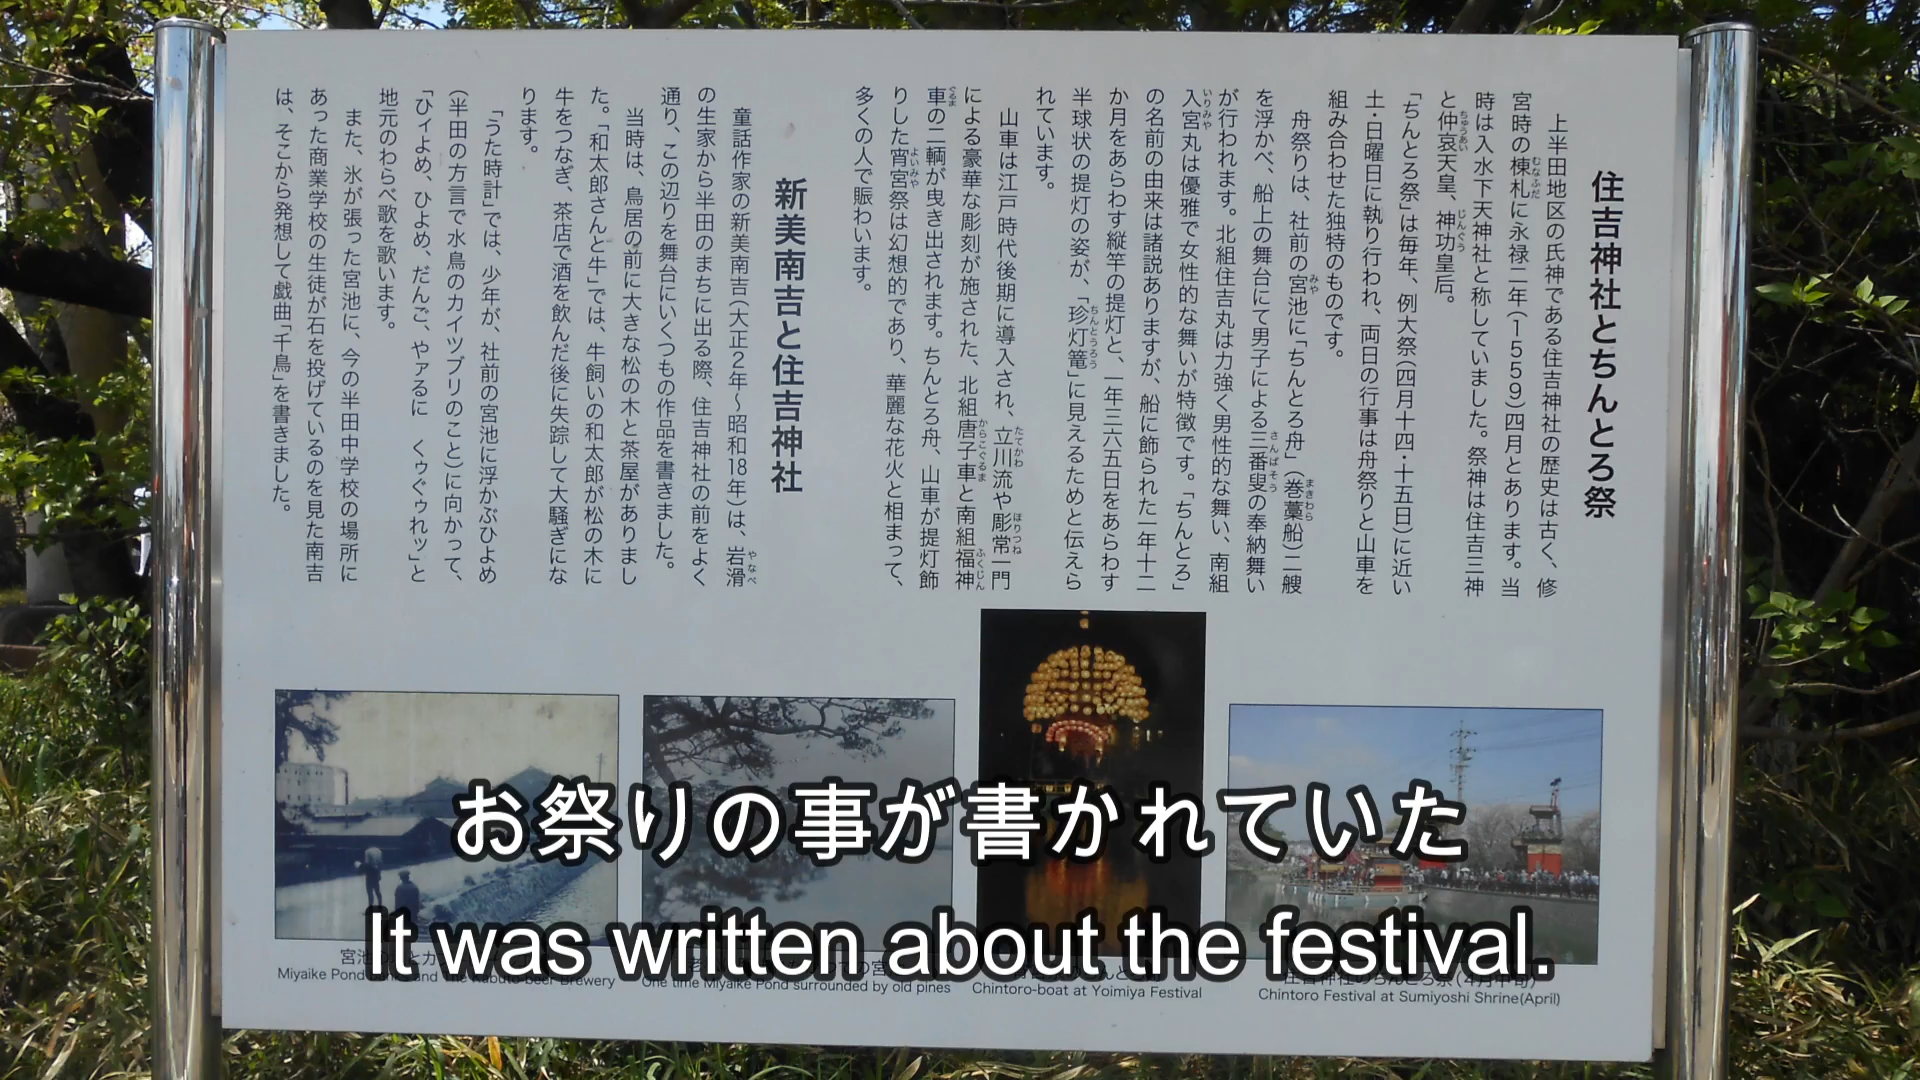 住吉神社とちんとろ祭
上半田地区の氏神である住吉神社の歴史は古く、修
宮時の棟札に永禄二年(1559)四月とあります。当
時は入水下天神社と称していました。祭神は住吉三神
と仲哀天皇、神功皇后。
「ちんとろ祭」は毎年、例大祭(四月十四・十五日)に近い
土・日曜日に執り行われ、両日の行事は舟祭りと山車を
組み合わせた独特のものです。
舟祭りは、社前の宮池に「ちんとろ舟」(巻藁船)二艘
を浮かべ、船上の舞台にて男子による三番叟の奉納舞い
が行われます。北組住吉丸は力強く男性的な舞い、南組
入宮丸は優雅で女性的な舞いが特徴です。「ちんとろ」
の名前の由来は諸説ありますが、船に飾られた一年十二
か月をあらわす縦竿の提灯と、一年三六五日をあらわす
半球状の提灯の姿が、「珍灯篭」に見えるためと伝えら
れています。
山車は江戸時代後期に導入され、立川流や彫常一門
による豪華な彫刻が施された、北組唐子車と南組福神
車の二輌が曳き出されます。ちんとろ舟、山車が提灯飾
りした宵宮祭は幻想的であり、華麗な花火と相まって、
多くの人で賑わいます。
新美南吉と住吉神社
童話作家の新美南吉(大正2年～昭和18年)は、岩滑
の生家から半田のまちに出る際、住吉神社の前をよく
通り、この辺りを舞台にいくつもの作品を書きました。
当時は、鳥居の前に大きな松の木と茶屋がありまし
た。「和太郎さんと牛」では、牛飼いの和太郎が松の木に
牛をつなぎ、茶店で酒を飲んだ後に失踪して大騒ぎにな
ります。
「うた時計」では、少年が、社前の宮池に浮かぶひよめ
(半田の方言で水鳥のカイツブリのこと)に向かって、
「ひイよめ、ひよめ、だんご、やァるに くゥぐゥれッ」と
地元のわらべ歌を歌います。
また、氷が張った宮池に、今の半田中学校の場所に
あった商業学校の生徒が石を投げているのを見た南吉
は、そこから発想して戯曲「千鳥」を書きました。
お祭りの事が書かれていた
It was written about the festival.
宮池
Miyaike Pond and The Kabuto beer Brewery
One time Miyaike Pond surrounded by old pines
Chintoro-boat at Yoimiya Festival
住吉神社のちんとろ祭(4月中旬)
Chintoro Festival at Sumiyoshi Shrine(April)